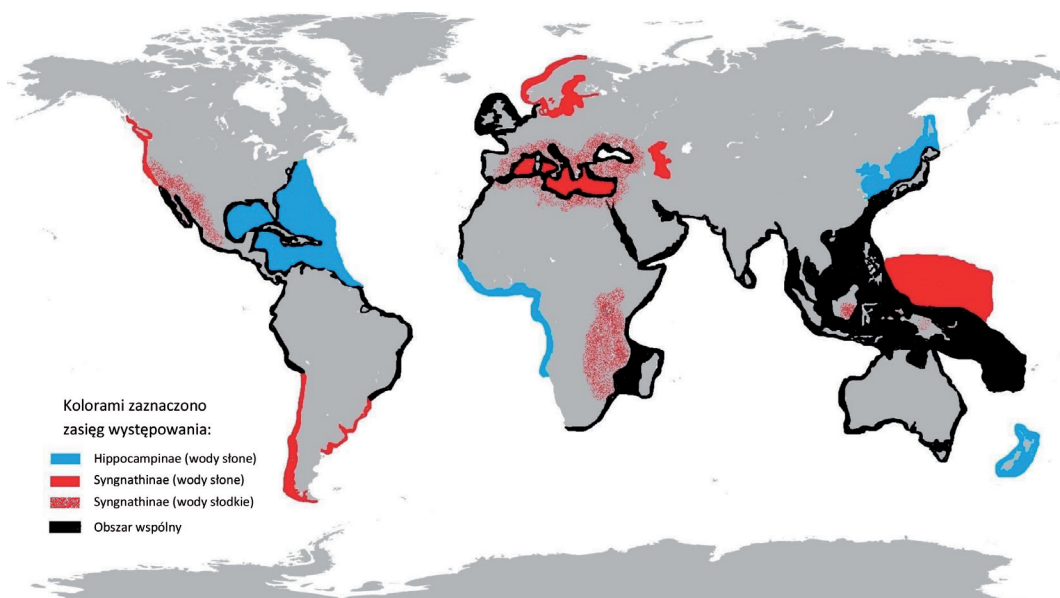 Kolorami zaznaczono
zasięg występowania:
Hippocampinae (wody słone)
Syngnathinae (wody słone)
Syngnathinae (wody słodkie)
Obszar wspólny